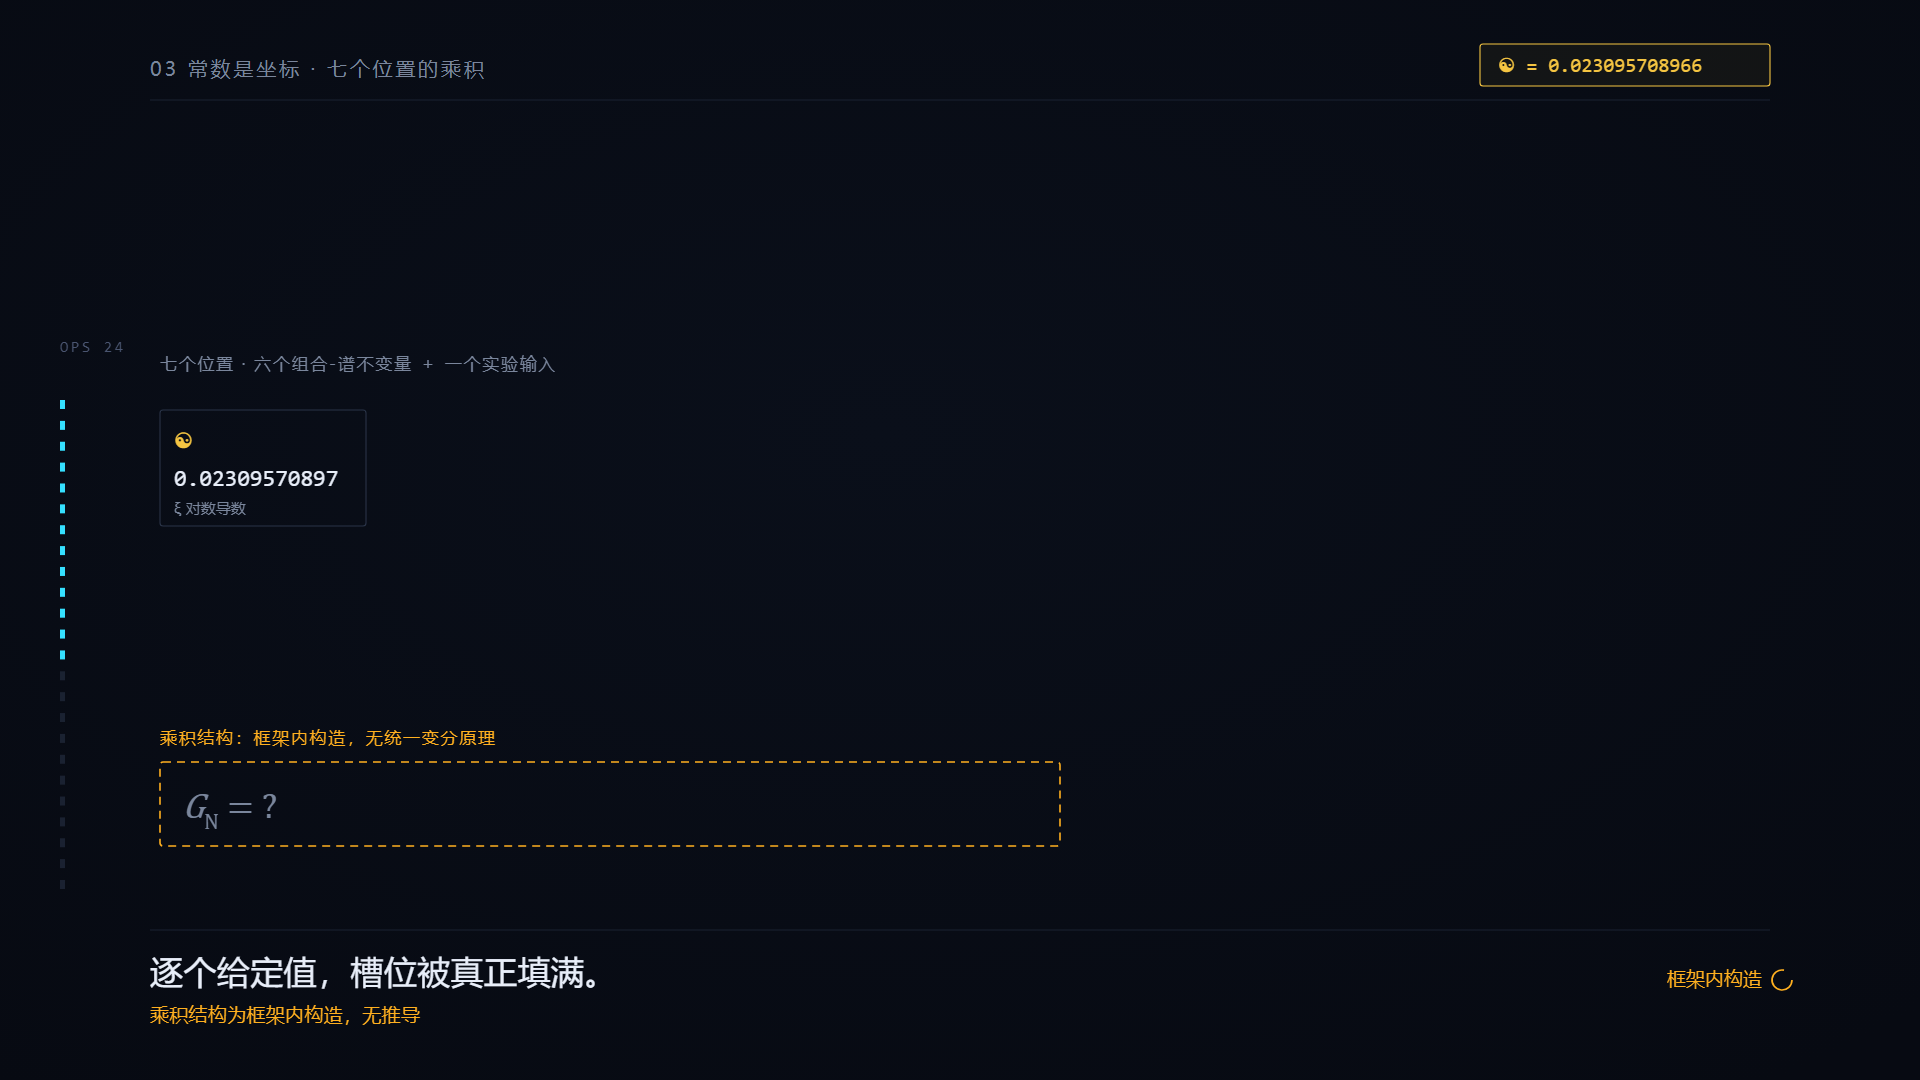 03 常数是坐标 · 七个位置的乘积
☯ = 0.023095708966
OPS 24
七个位置 · 六个组合-谱不变量 + 一个实验输入
☯
0.02309570897
ξ 对数导数
乘积结构：框架内构造，无统一变分原理
G_N = ?
逐个给定值，槽位被真正填满。
框架内构造
乘积结构为框架内构造，无推导